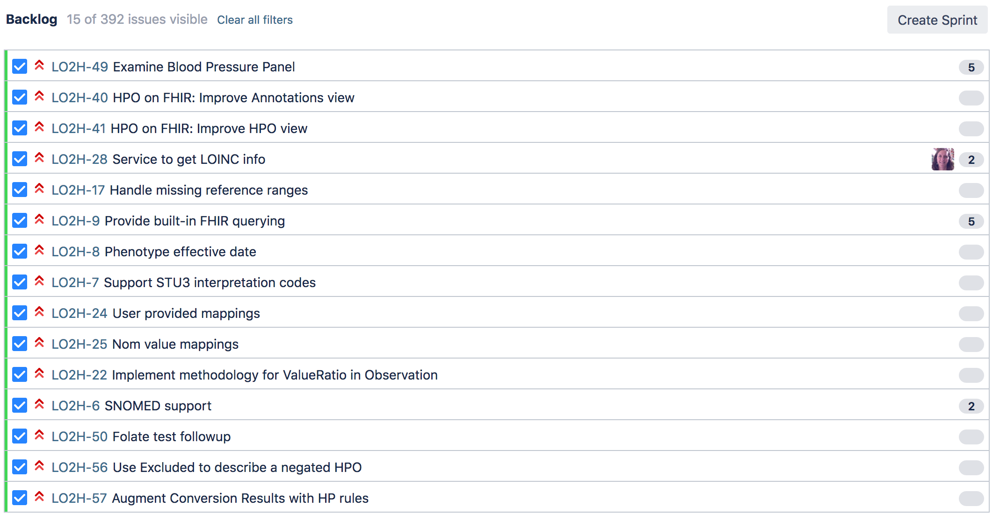 Backlog 15 of 392 issues visible Clear all filters Create Sprint
LO2H-49 Examine Blood Pressure Panel 5
LO2H-40 HPO on FHIR: Improve Annotations view
LO2H-41 HPO on FHIR: Improve HPO view
LO2H-28 Service to get LOINC info 2
LO2H-17 Handle missing reference ranges
LO2H-9 Provide built-in FHIR querying 5
LO2H-8 Phenotype effective date
LO2H-7 Support STU3 interpretation codes
LO2H-24 User provided mappings
LO2H-25 Nom value mappings
LO2H-22 Implement methodology for ValueRatio in Observation
LO2H-6 SNOMED support 2
LO2H-50 Folate test followup
LO2H-56 Use Excluded to describe a negated HPO
LO2H-57 Augment Conversion Results with HP rules